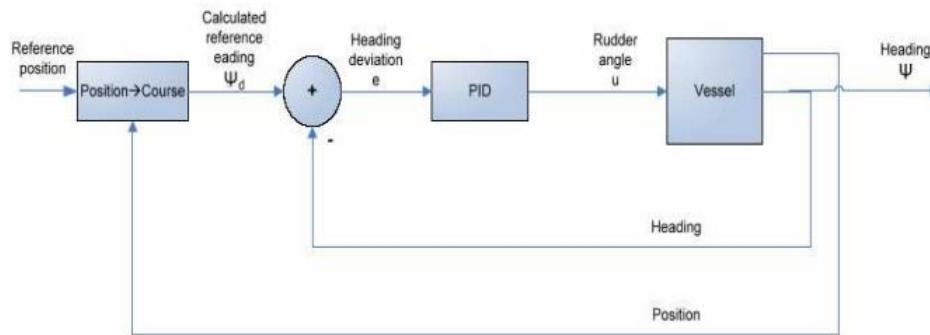 Reference
position
Position→Course
Calculated
reference
eading
Ψd
+
-
Heading
deviation
e
PID
Rudder
angle
u
Vessel
Heading
Ψ
Heading
Position